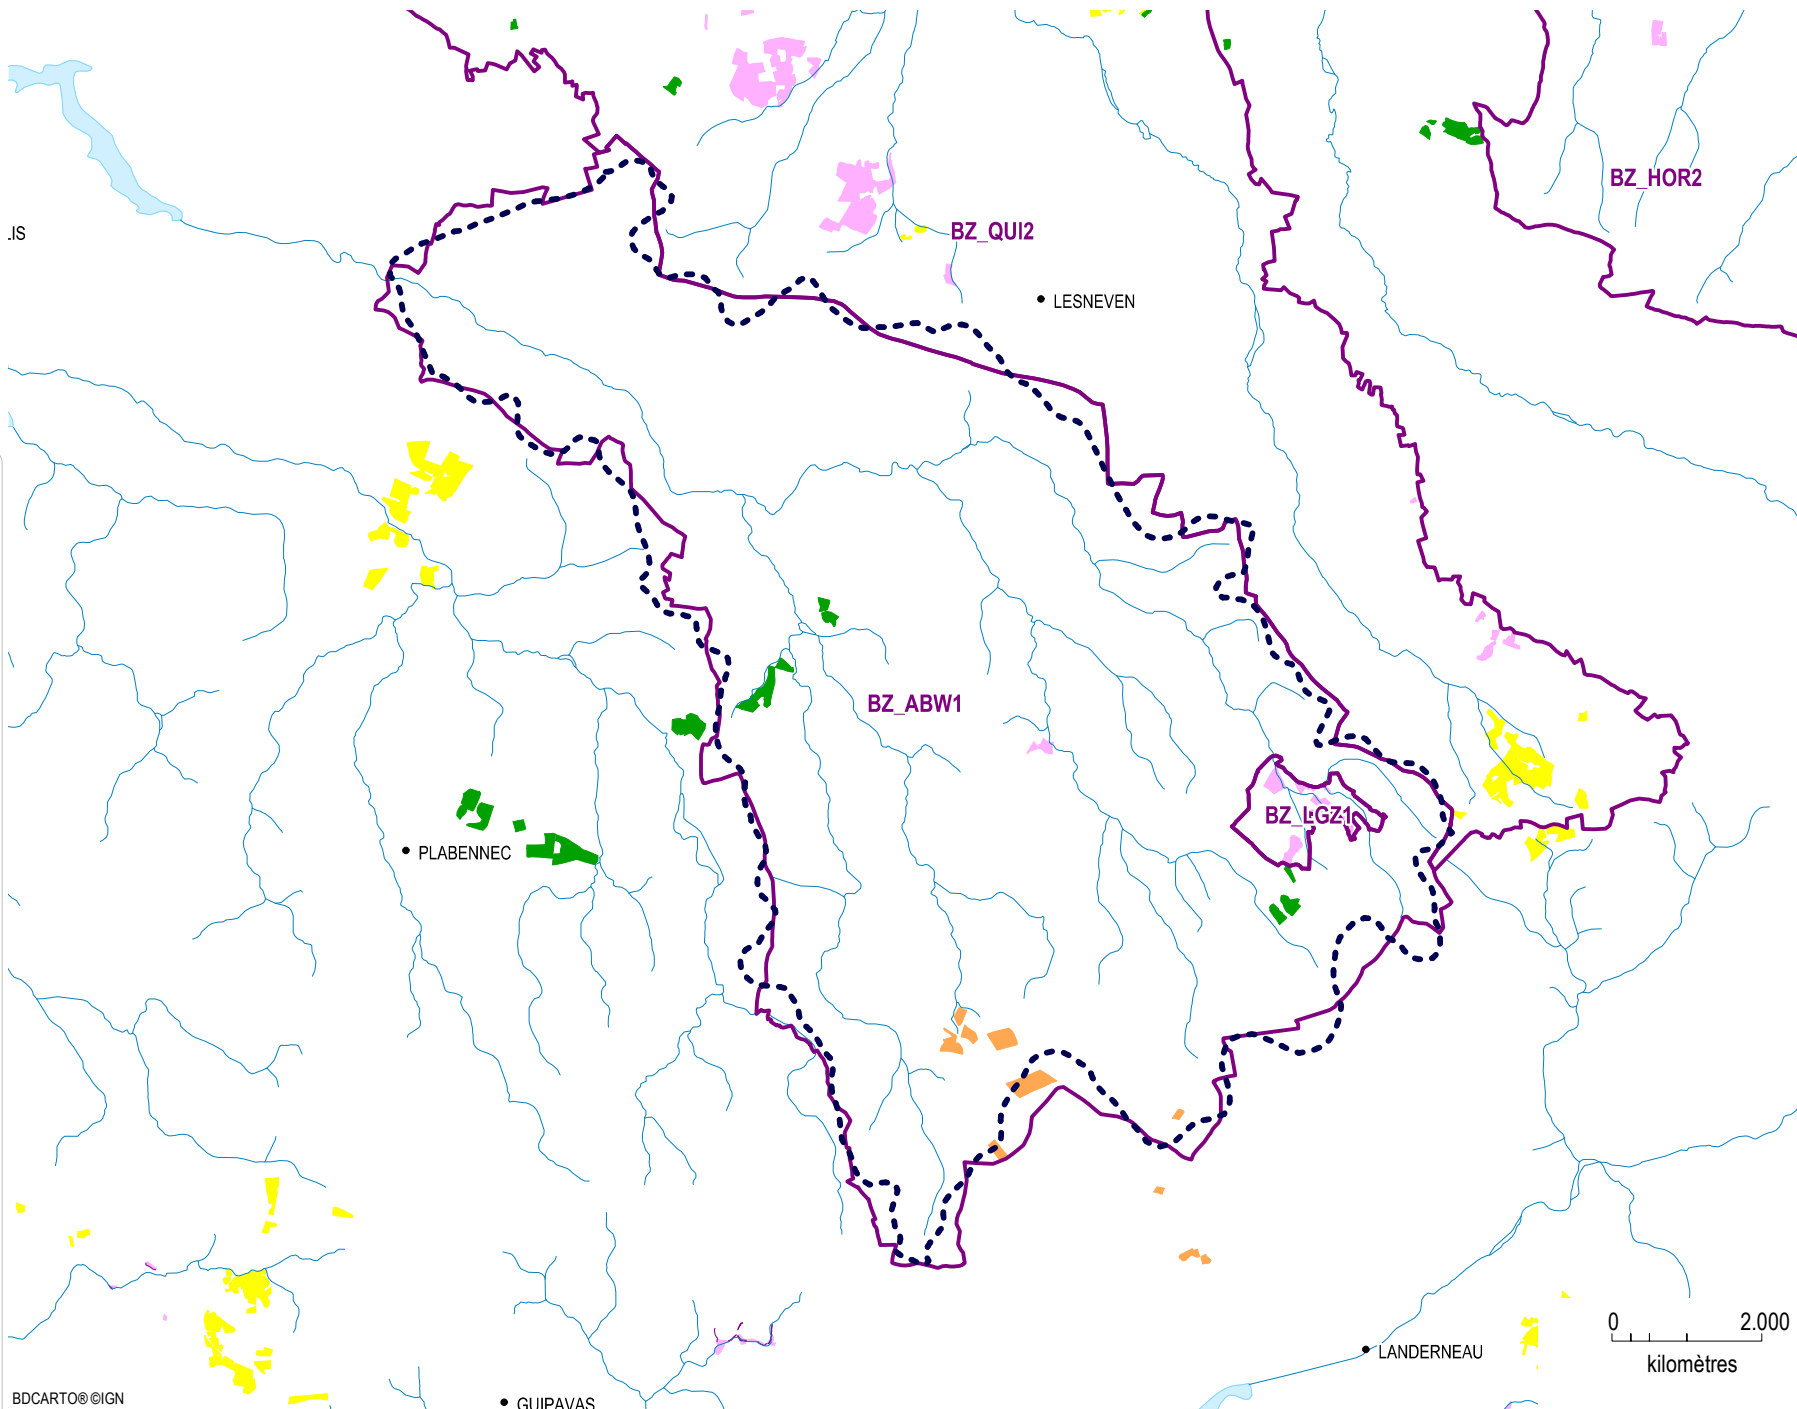 BZ_HOR2
.IS
BZ_QUI2
LESNEVEN
BZ_ABW1
BZ_LGZ1
PLABENNEC
0 2.000
kilomètres
LANDERNEAU
BDCARTO® ©IGN
GUIPAVAS